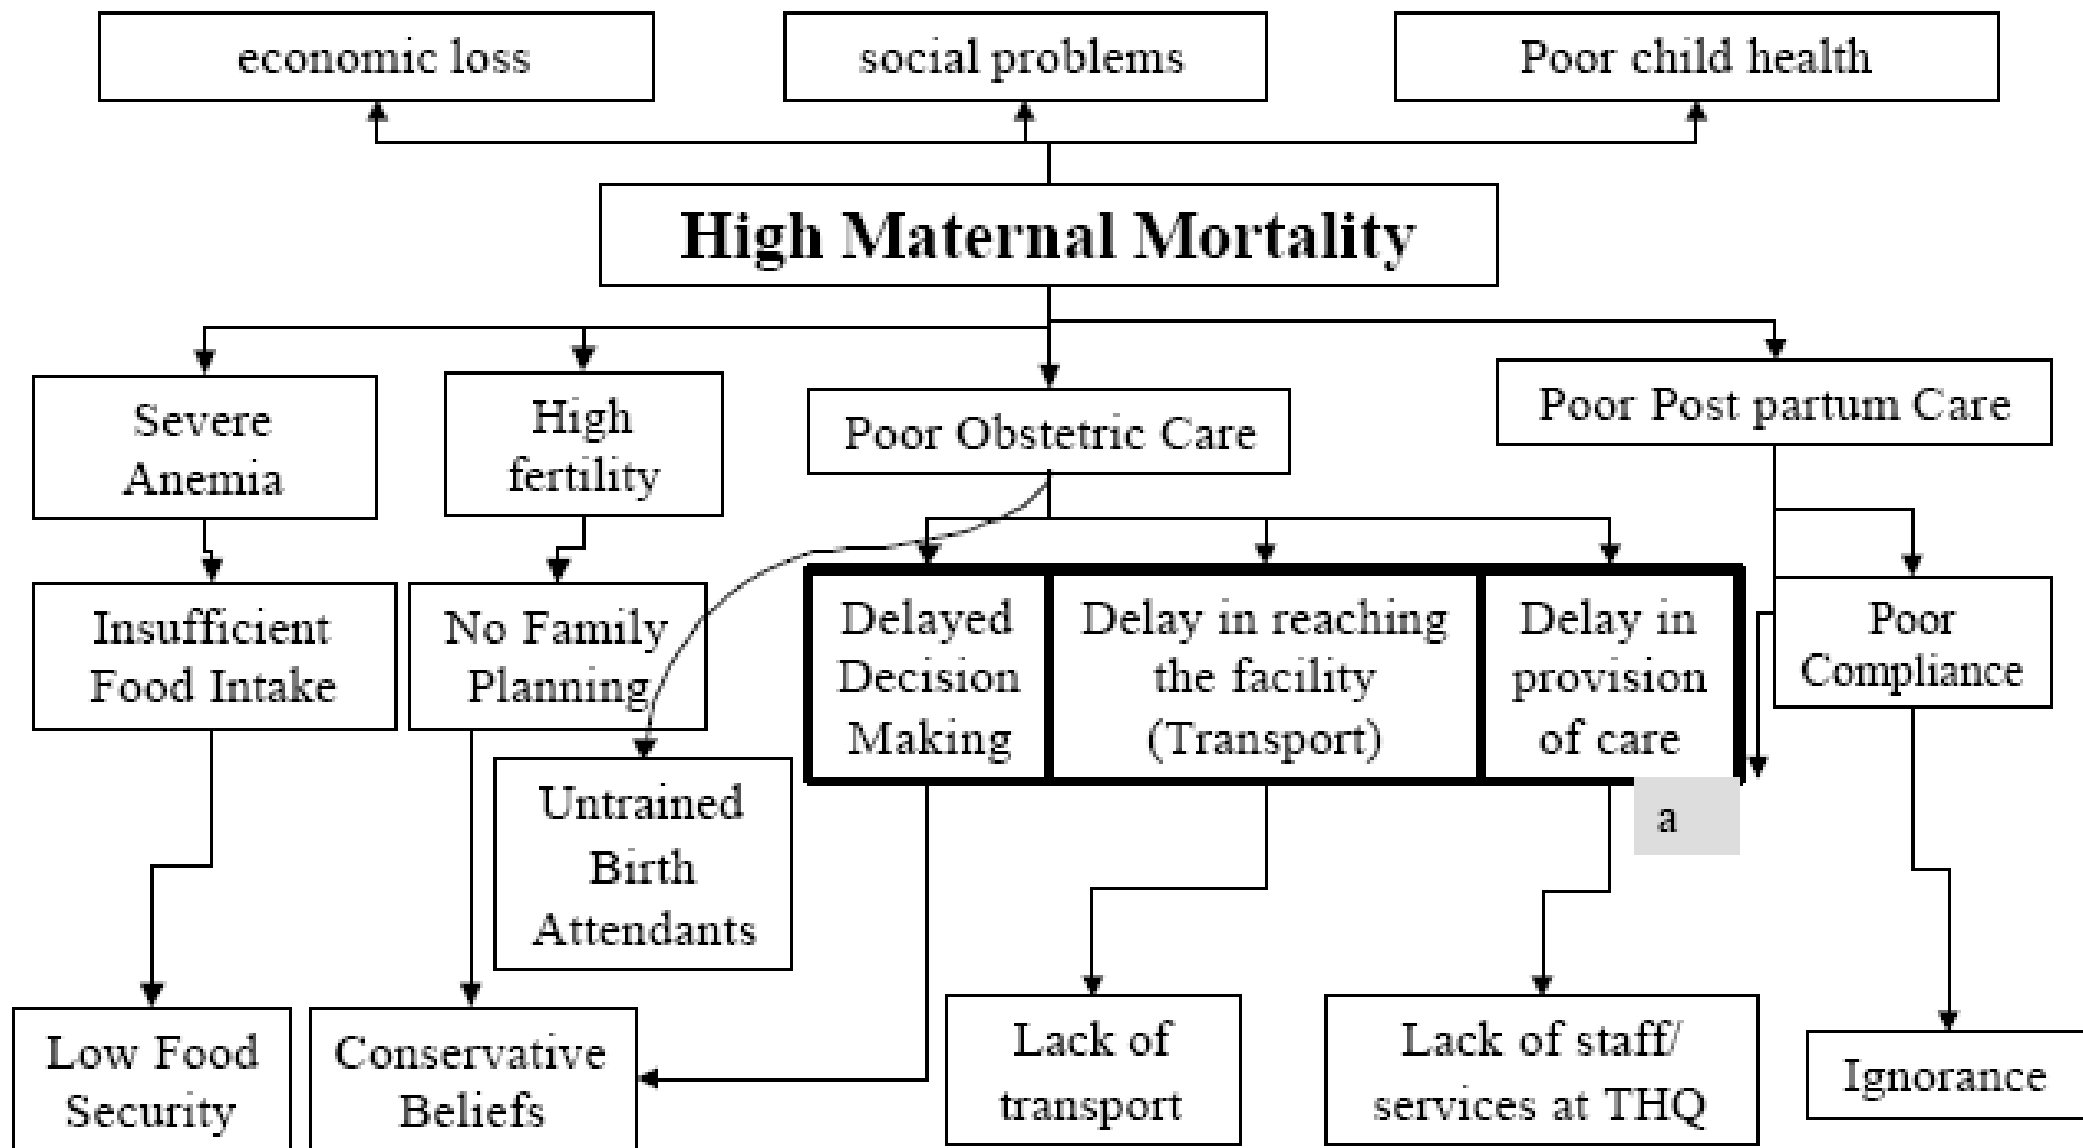 economic loss
social problems
Poor child health
High Maternal Mortality
Severe
Anemia
High
fertility
Poor Obstetric Care
Poor Post partum Care
Insufficient
Food Intake
No Family
Planning
Delayed
Decision
Making
Delay in reaching
the facility
(Transport)
Delay in
provision
of care
Poor
Compliance
a
Untrained
Birth
Attendants
Low Food
Security
Conservative
Beliefs
Lack of
transport
Lack of staff/
services at THQ
Ignorance